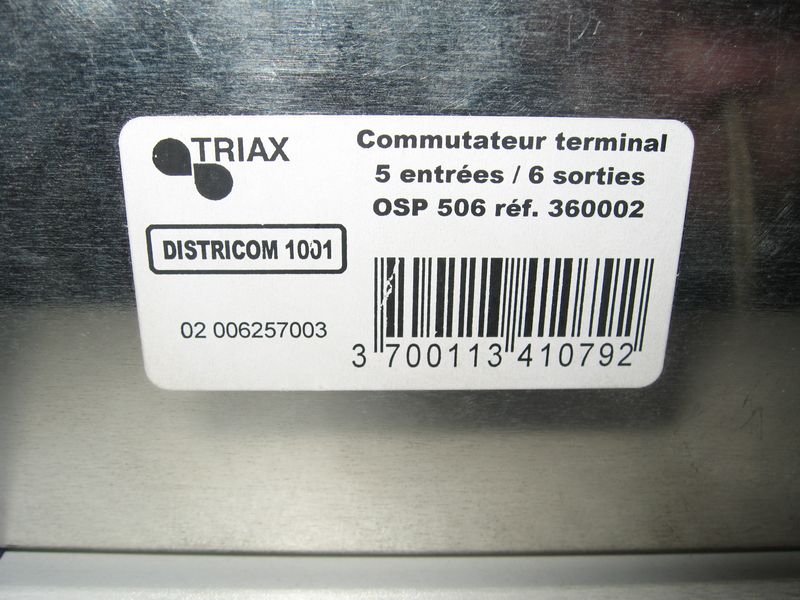 TRIAX
Commutateur terminal
5 entrées / 6 sorties
OSP 506 réf. 360002
DISTRICOM 1001
02 006257003
3 700113 410792